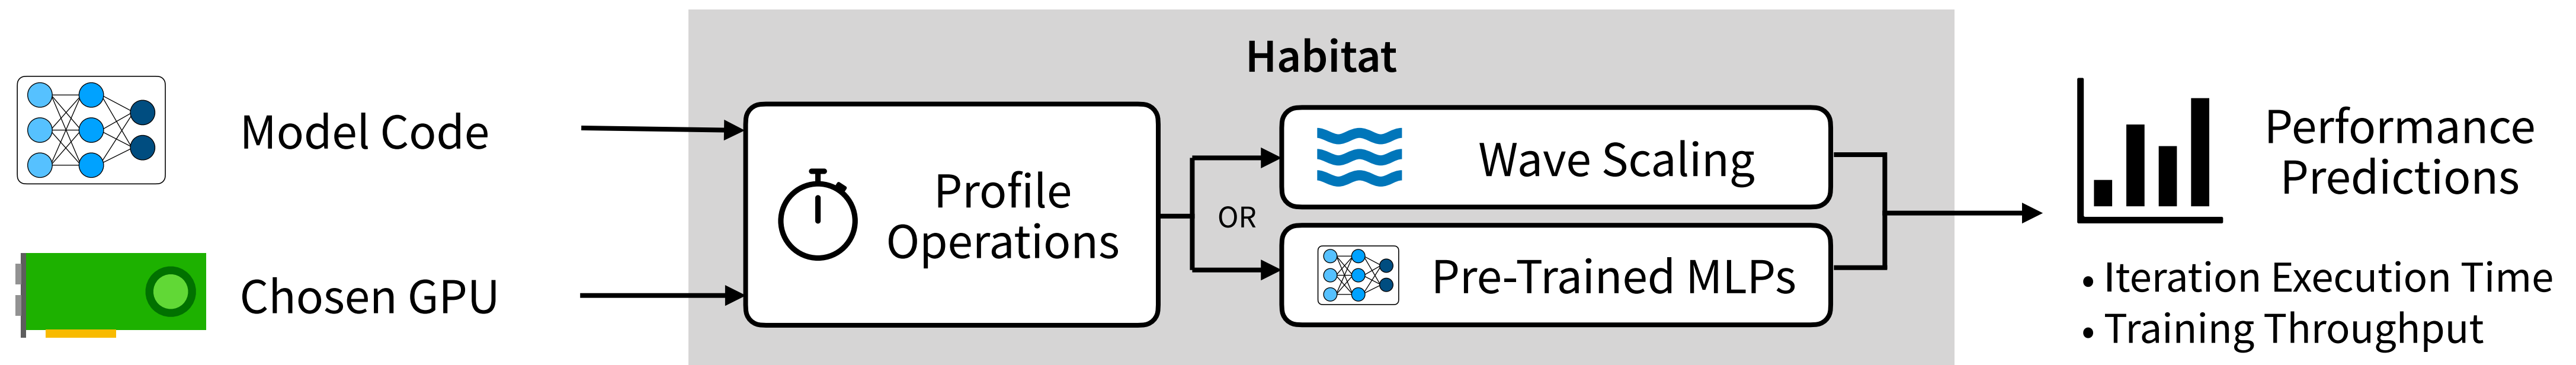 Habitat
Model Code
Chosen GPU
Profile
Operations
OR
Wave Scaling
Pre-Trained MLPs
Performance
Predictions
• Iteration Execution Time
• Training Throughput